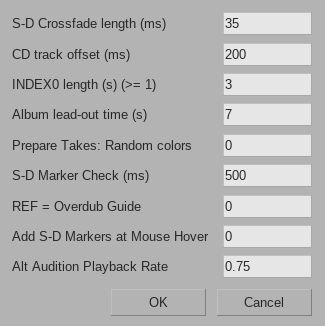 S-D Crossfade length (ms) 35
CD track offset (ms) 200
INDEX0 length (s) (>= 1) 3
Album lead-out time (s) 7
Prepare Takes: Random colors 0
S-D Marker Check (ms) 500
REF = Overdub Guide 0
Add S-D Markers at Mouse Hover 0
Alt Audition Playback Rate 0.75
OK Cancel